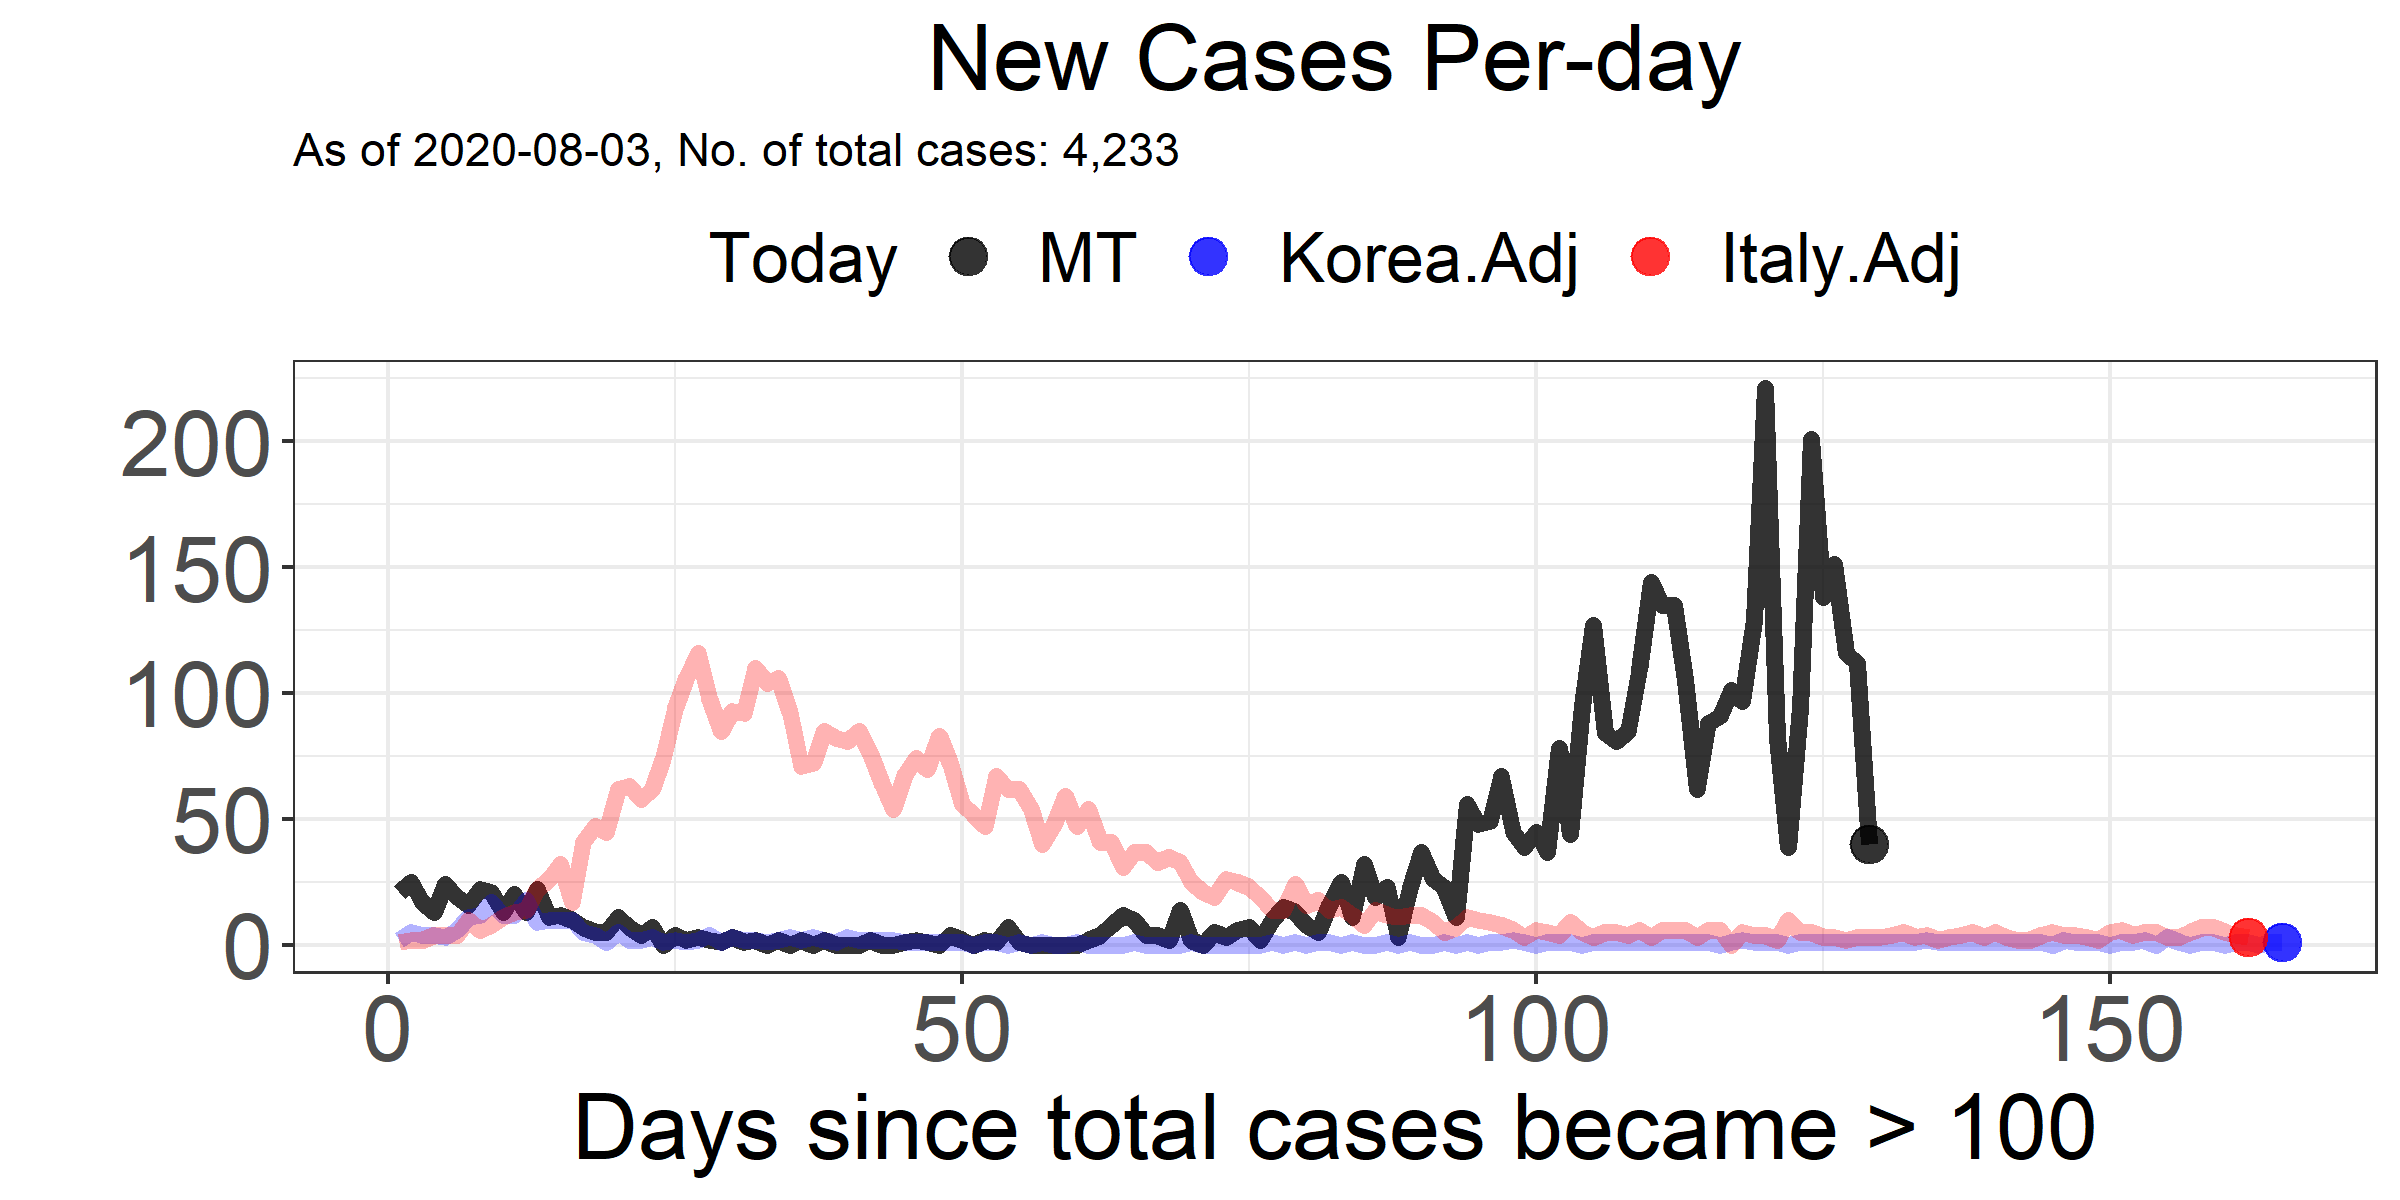 New Cases Per-day
As of 2020-08-03, No. of total cases: 4,233
Today MT Korea.Adj Italy.Adj
200
150
100
50
0
0 50 100 150
Days since total cases became > 100